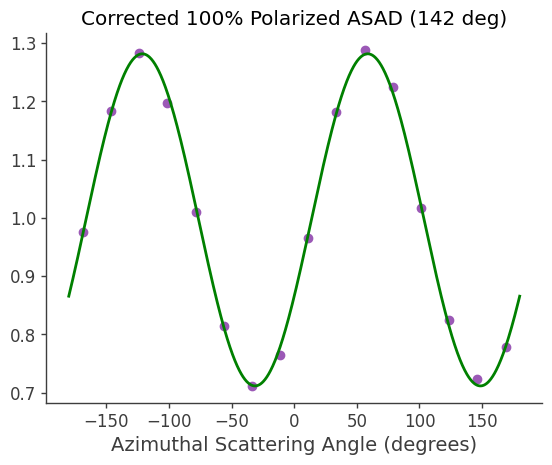 Corrected 100% Polarized ASAD (142 deg)
1.3
1.2
1.1
1.0
0.9
0.8
0.7
−150 −100 −50 0 50 100 150
Azimuthal Scattering Angle (degrees)